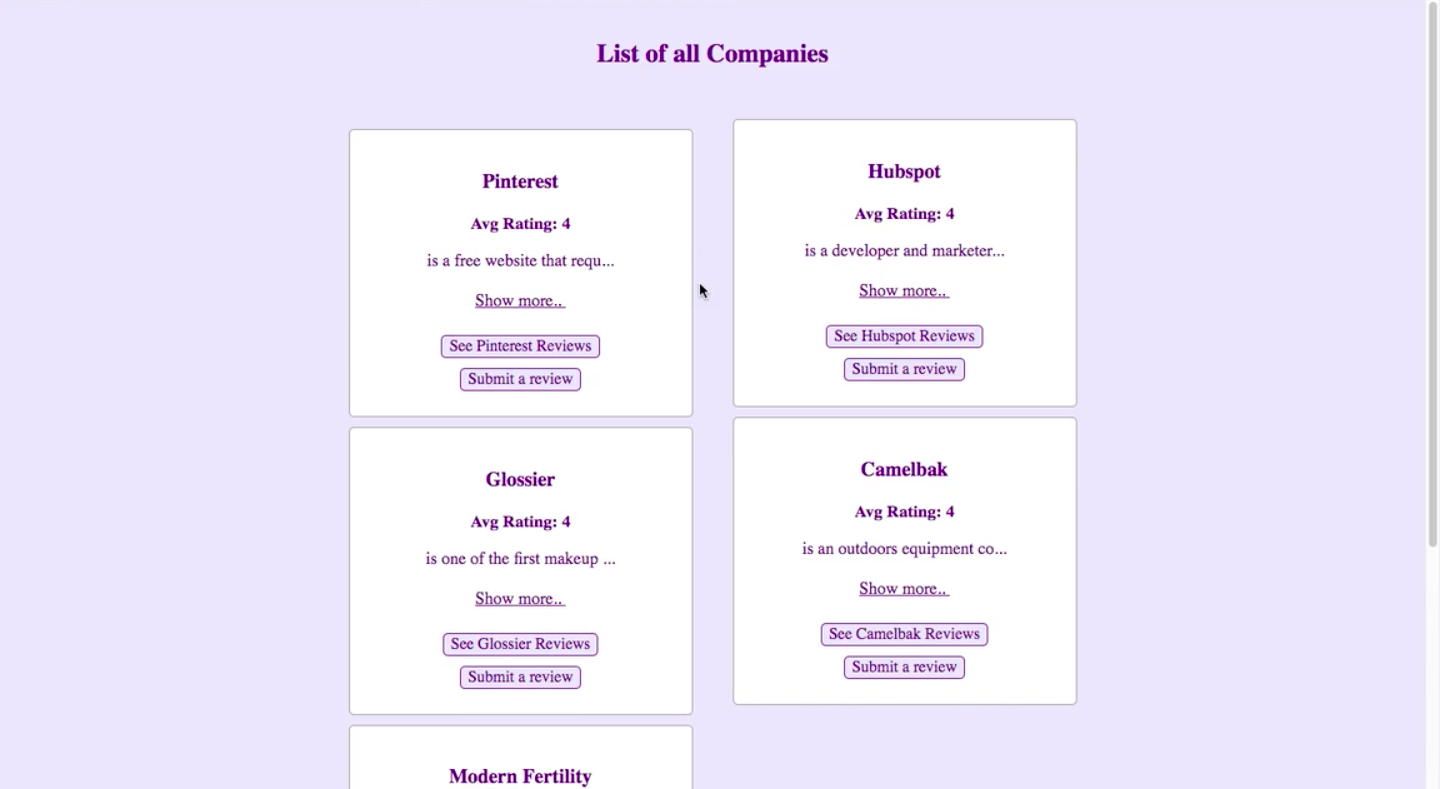 List of all Companies
Pinterest
Avg Rating: 4
is a free website that requ...
Show more..
See Pinterest Reviews
Submit a review
Hubspot
Avg Rating: 4
is a developer and marketer...
Show more..
See Hubspot Reviews
Submit a review
Glossier
Avg Rating: 4
is one of the first makeup ...
Show more..
See Glossier Reviews
Submit a review
Camelbak
Avg Rating: 4
is an outdoors equipment co...
Show more..
See Camelbak Reviews
Submit a review
Modern Fertility